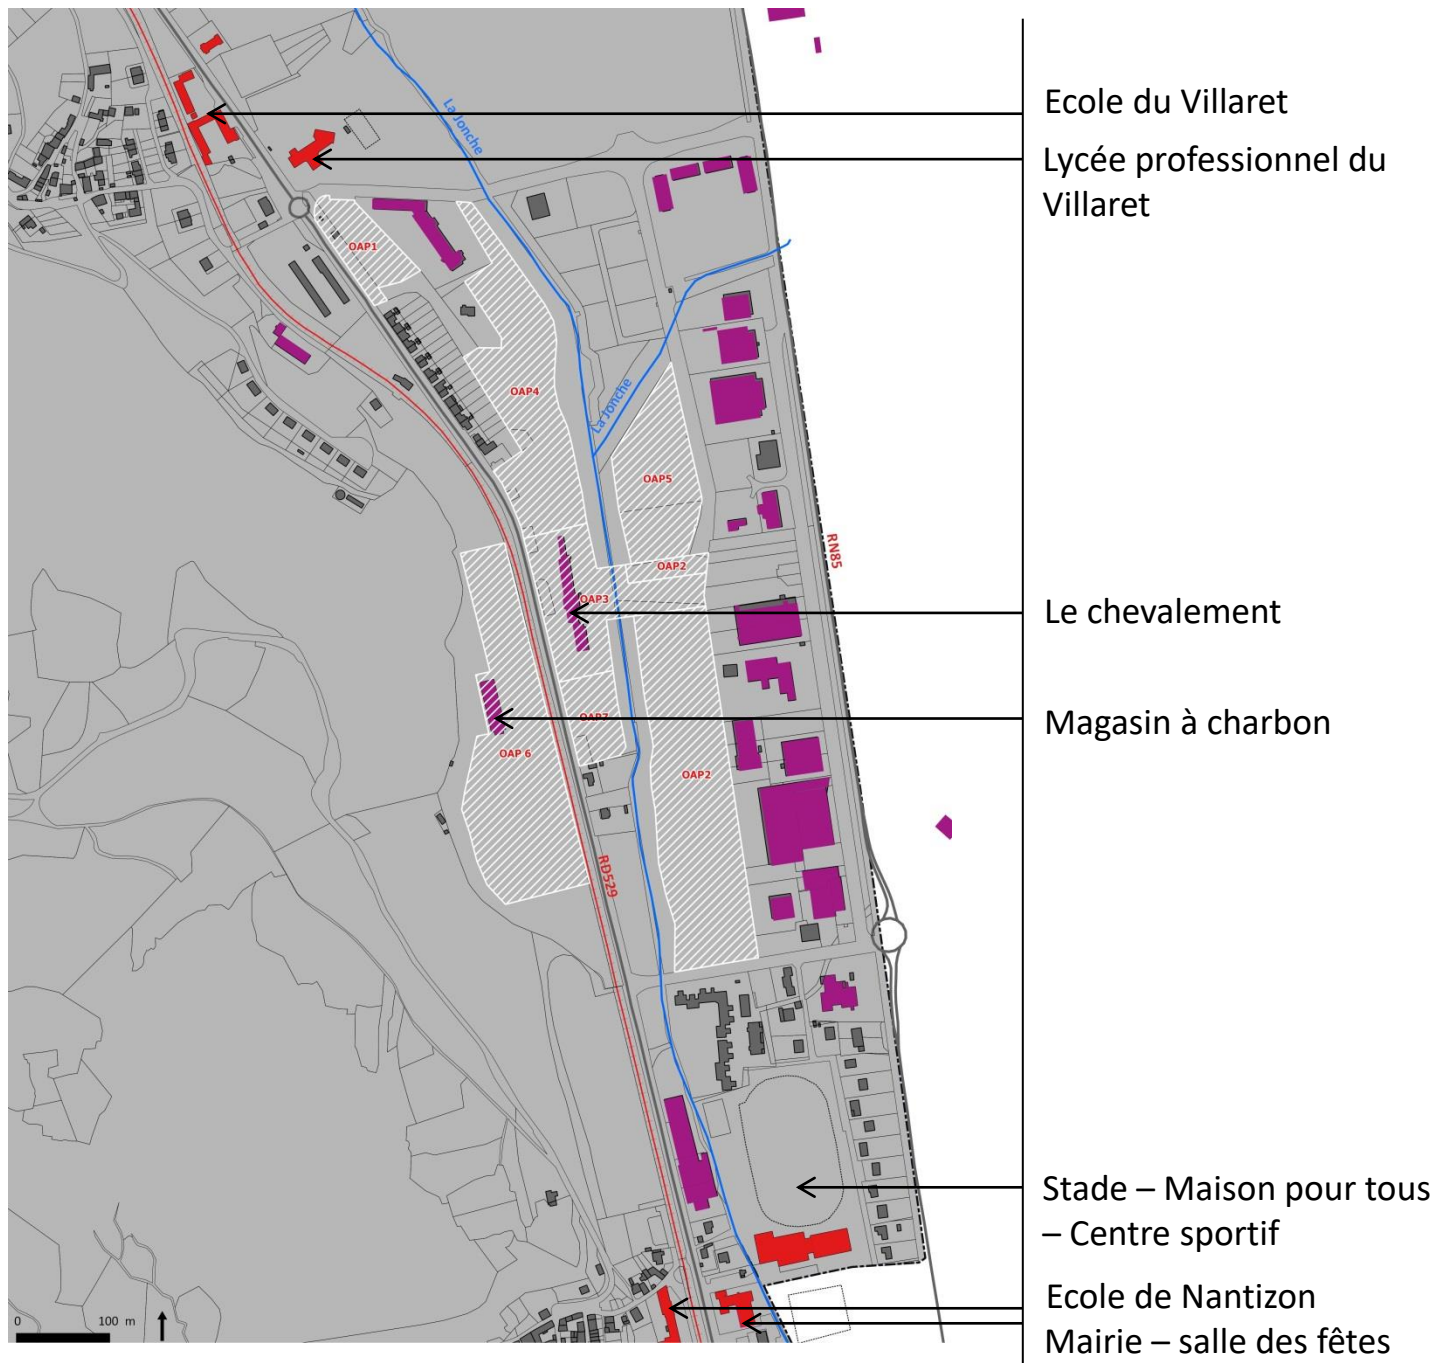 Ecole du Villaret
Lycée professionnel du
Villaret
La Jonche
OAP1
OAP4
La Jonche
OAP5
RN85
OAP2
OAP3
Le chevalement
OAP7
Magasin à charbon
OAP 6
OAP2
RD529
Stade – Maison pour tous
– Centre sportif
Ecole de Nantizon
Mairie – salle des fêtes
0 100 m